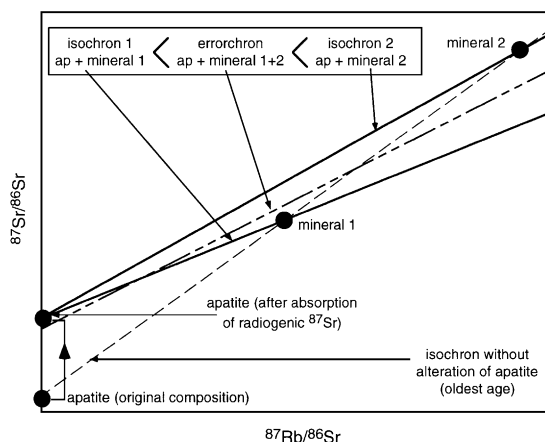 isochron 1 < errorchron < isochron 2
ap + mineral 1 ap + mineral 1+2 ap + mineral 2
mineral 2
mineral 1
87Sr/86Sr
apatite (after absorption
of radiogenic 87Sr)
isochron without
alteration of apatite
(oldest age)
apatite (original composition)
87Rb/86Sr